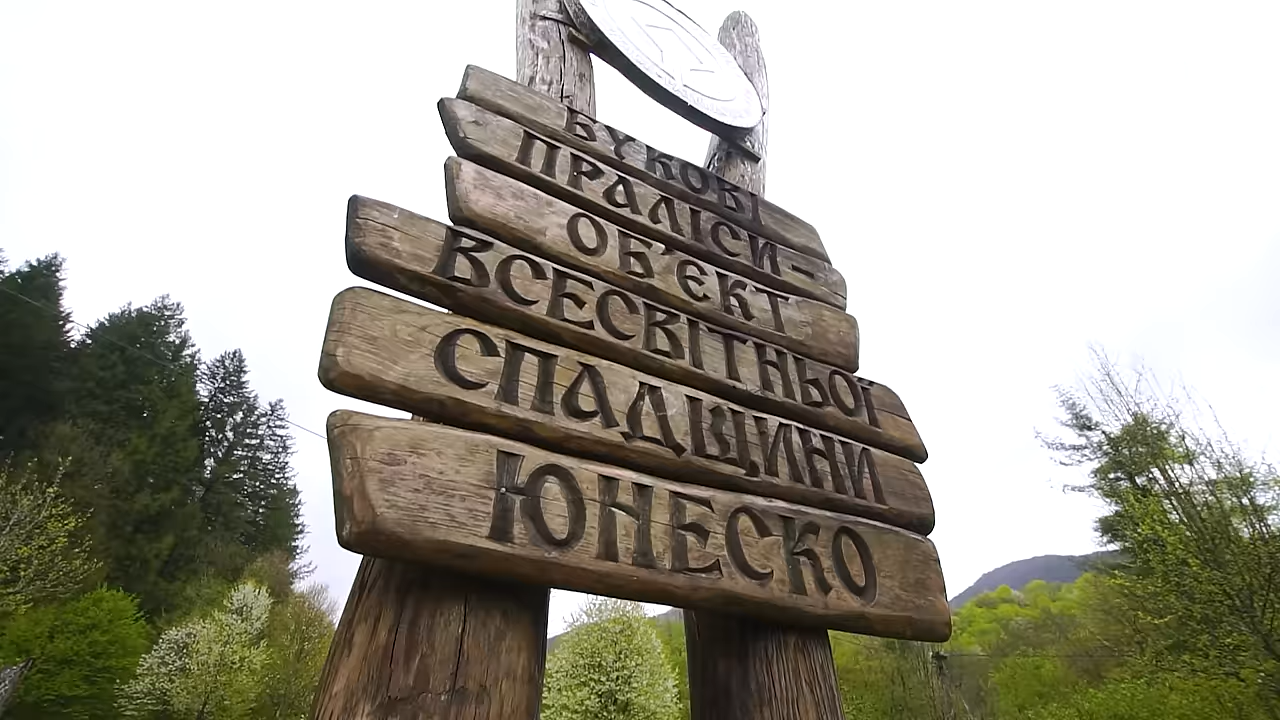 БУКОВІ
ПРАЛІСИ –
ОБ'ЄКТ
ВСЕСВІТНЬОЇ
СПАДЩИНИ
ЮНЕСКО